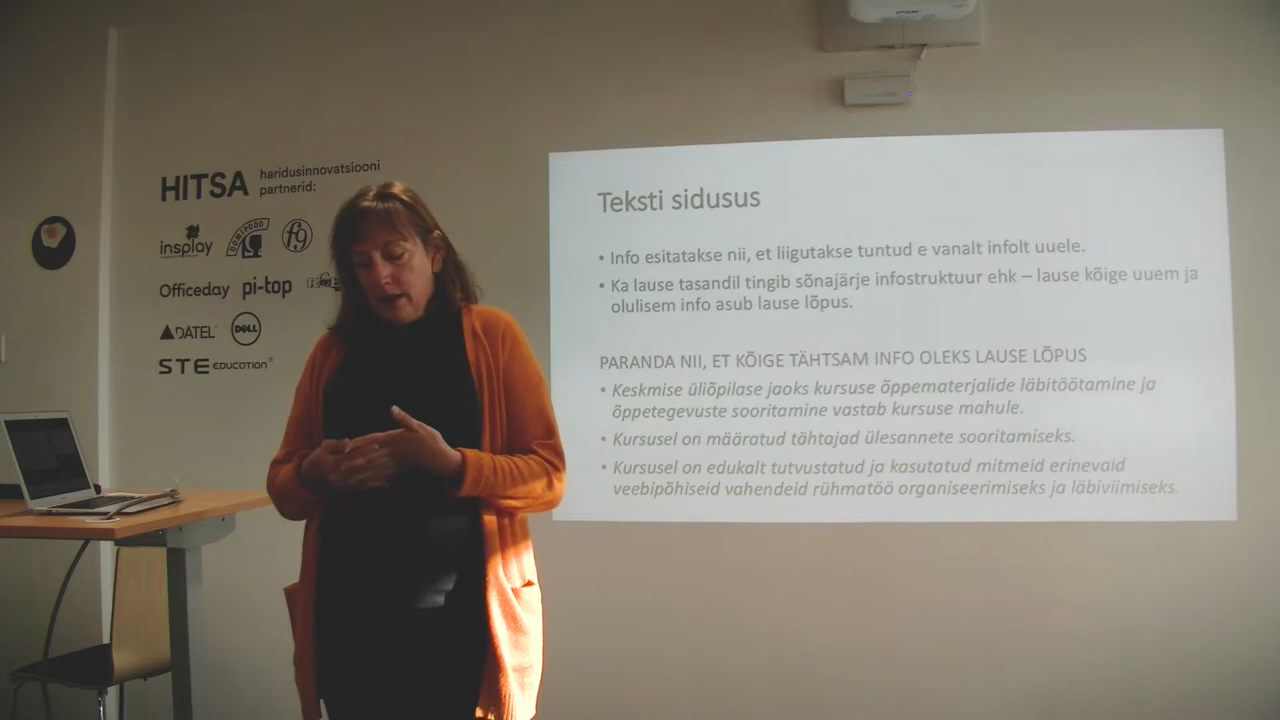 EPSON
HITSA
haridusinnovatsiooni
partnerid:
insplay
f9
Officeday
pi-top
DATEL
DELL
STE EDUCATION
Teksti sidusus
• Info esitatakse nii, et liigutakse tuntud e vanalt infolt uuele.
• Ka lause tasandil tingib sõnajärje infostruktuur ehk – lause kõige uuem ja
olulisem info asub lause lõpus.
PARANDA NII, ET KÕIGE TÄHTSAM INFO OLEKS LAUSE LÕPUS
• Keskmise üliõpilase jaoks kursuse õppematerjalide läbitöötamine ja
õppetegevuste sooritamine vastab kursuse mahule.
• Kursusel on määratud tähtajad ülesannete sooritamiseks.
• Kursusel on edukalt tutvustatud ja kasutatud mitmeid erinevaid
veebipõhiseid vahendeid rühmatöö organiseerimiseks ja läbiviimiseks.